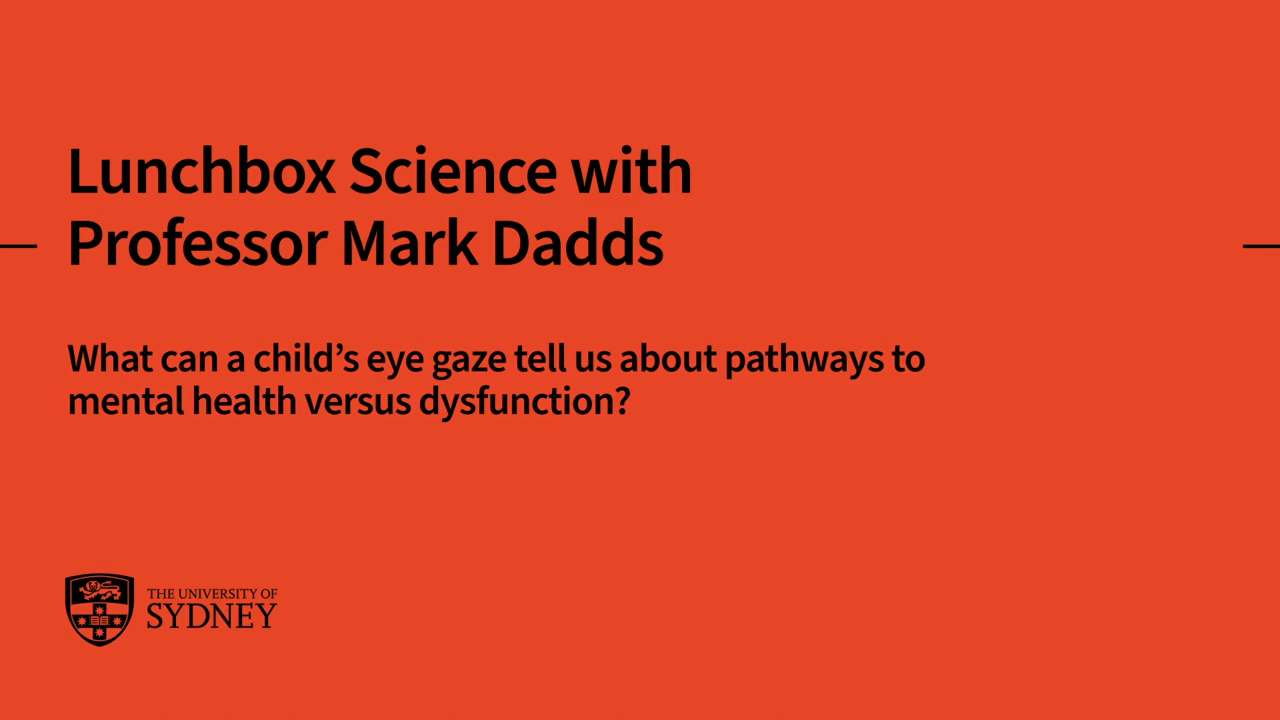 Lunchbox Science with
Professor Mark Dadds
What can a child’s eye gaze tell us about pathways to
mental health versus dysfunction?
THE UNIVERSITY OF
SYDNEY